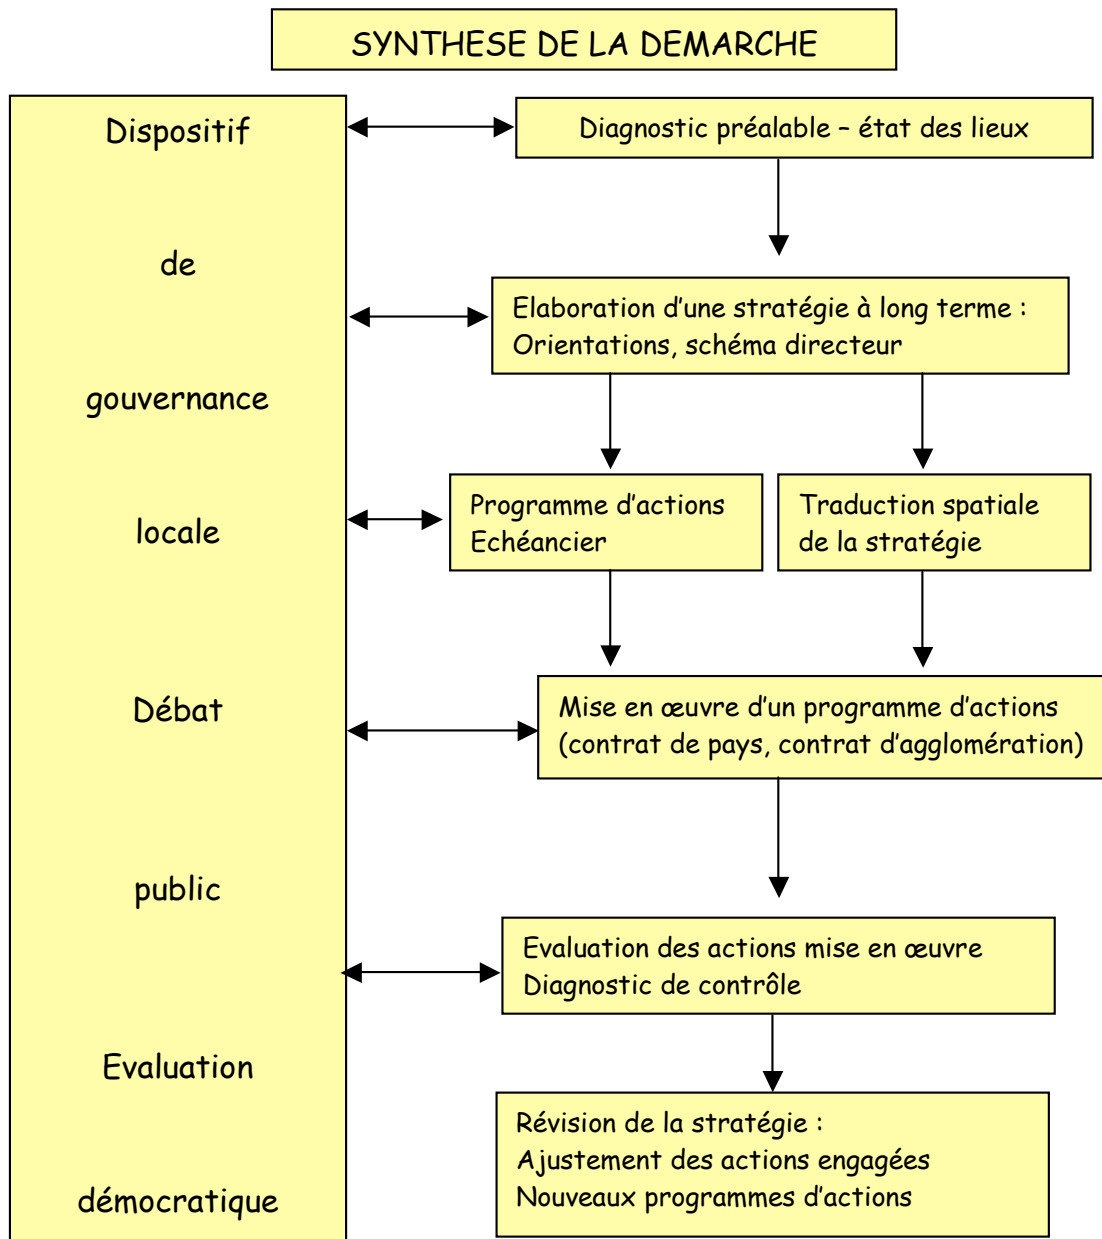 SYNTHESE DE LA DEMARCHE
Dispositif
de
gouvernance
locale
Débat
public
Evaluation
démocratique
Diagnostic préalable – état des lieux
Elaboration d'une stratégie à long terme :
Orientations, schéma directeur
Programme d'actions
Echéancier
Traduction spatiale
de la stratégie
Mise en œuvre d'un programme d'actions
(contrat de pays, contrat d'agglomération)
Evaluation des actions mise en œuvre
Diagnostic de contrôle
Révision de la stratégie :
Ajustement des actions engagées
Nouveaux programmes d'actions